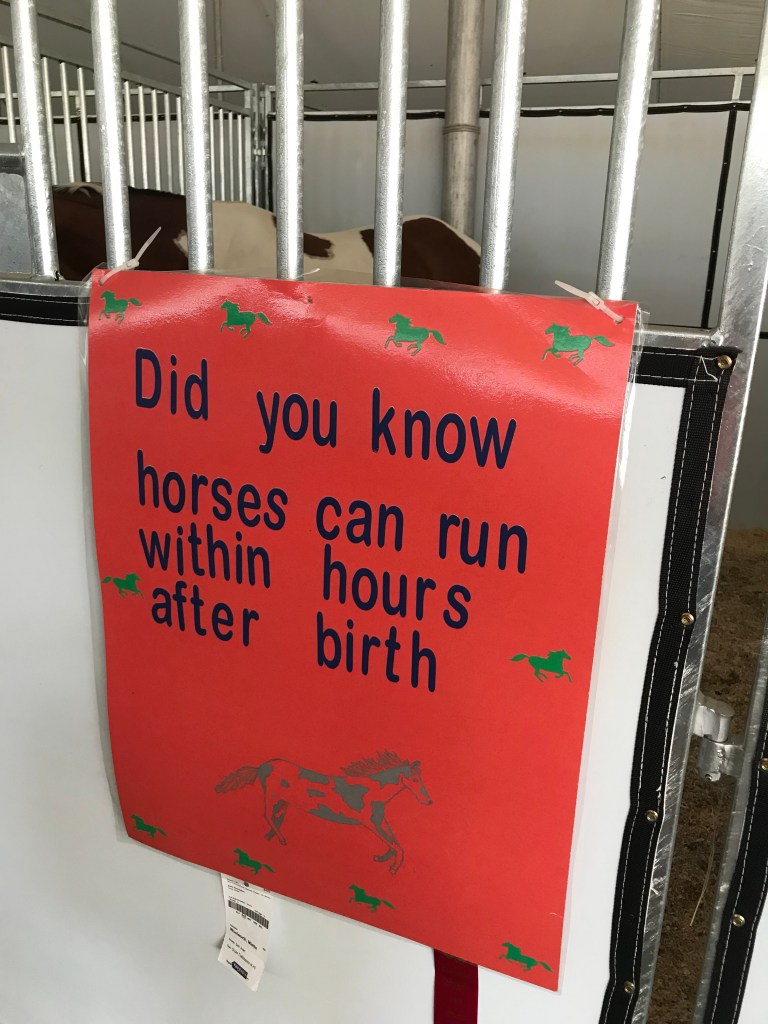 Did you know
horses can run
within hours
after birth